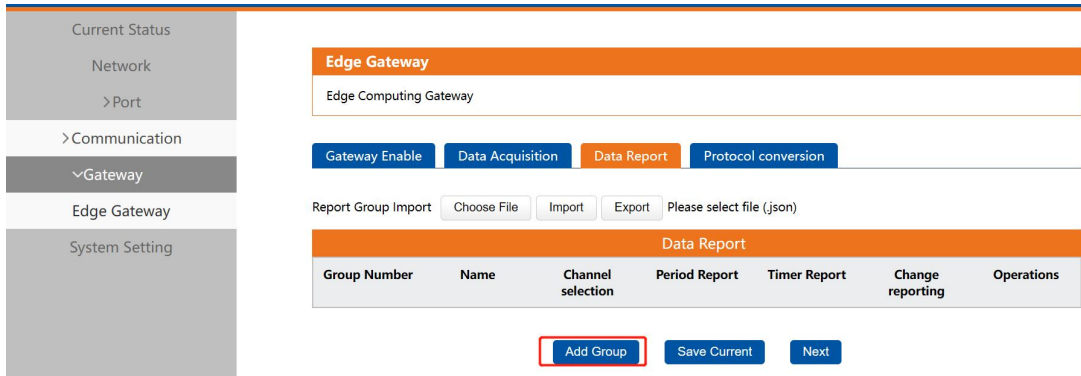 Current Status
Network
>Port
>Communication
Gateway
Edge Gateway
System Setting
Edge Gateway
Edge Computing Gateway
Gateway Enable Data Acquisition Data Report Protocol conversion
Report Group Import Choose File Import Export Please select file (.json)
Data Report
Group Number Name Channel selection Period Report Timer Report Change reporting Operations
Add Group Save Current Next